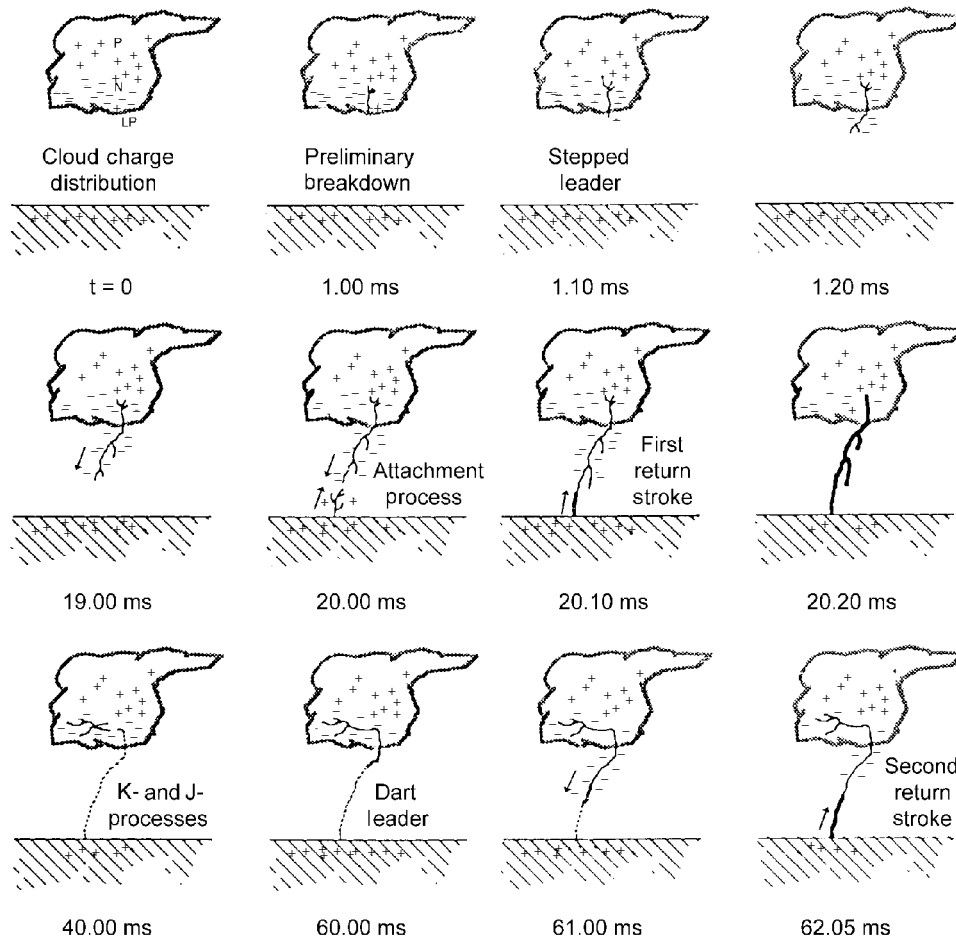 P
N
LP
Cloud charge
distribution
Preliminary
breakdown
Stepped
leader
t = 0
1.00 ms
1.10 ms
1.20 ms
Attachment
process
First
return
stroke
19.00 ms
20.00 ms
20.10 ms
20.20 ms
K- and J-
processes
Dart
leader
Second
return
stroke
40.00 ms
60.00 ms
61.00 ms
62.05 ms